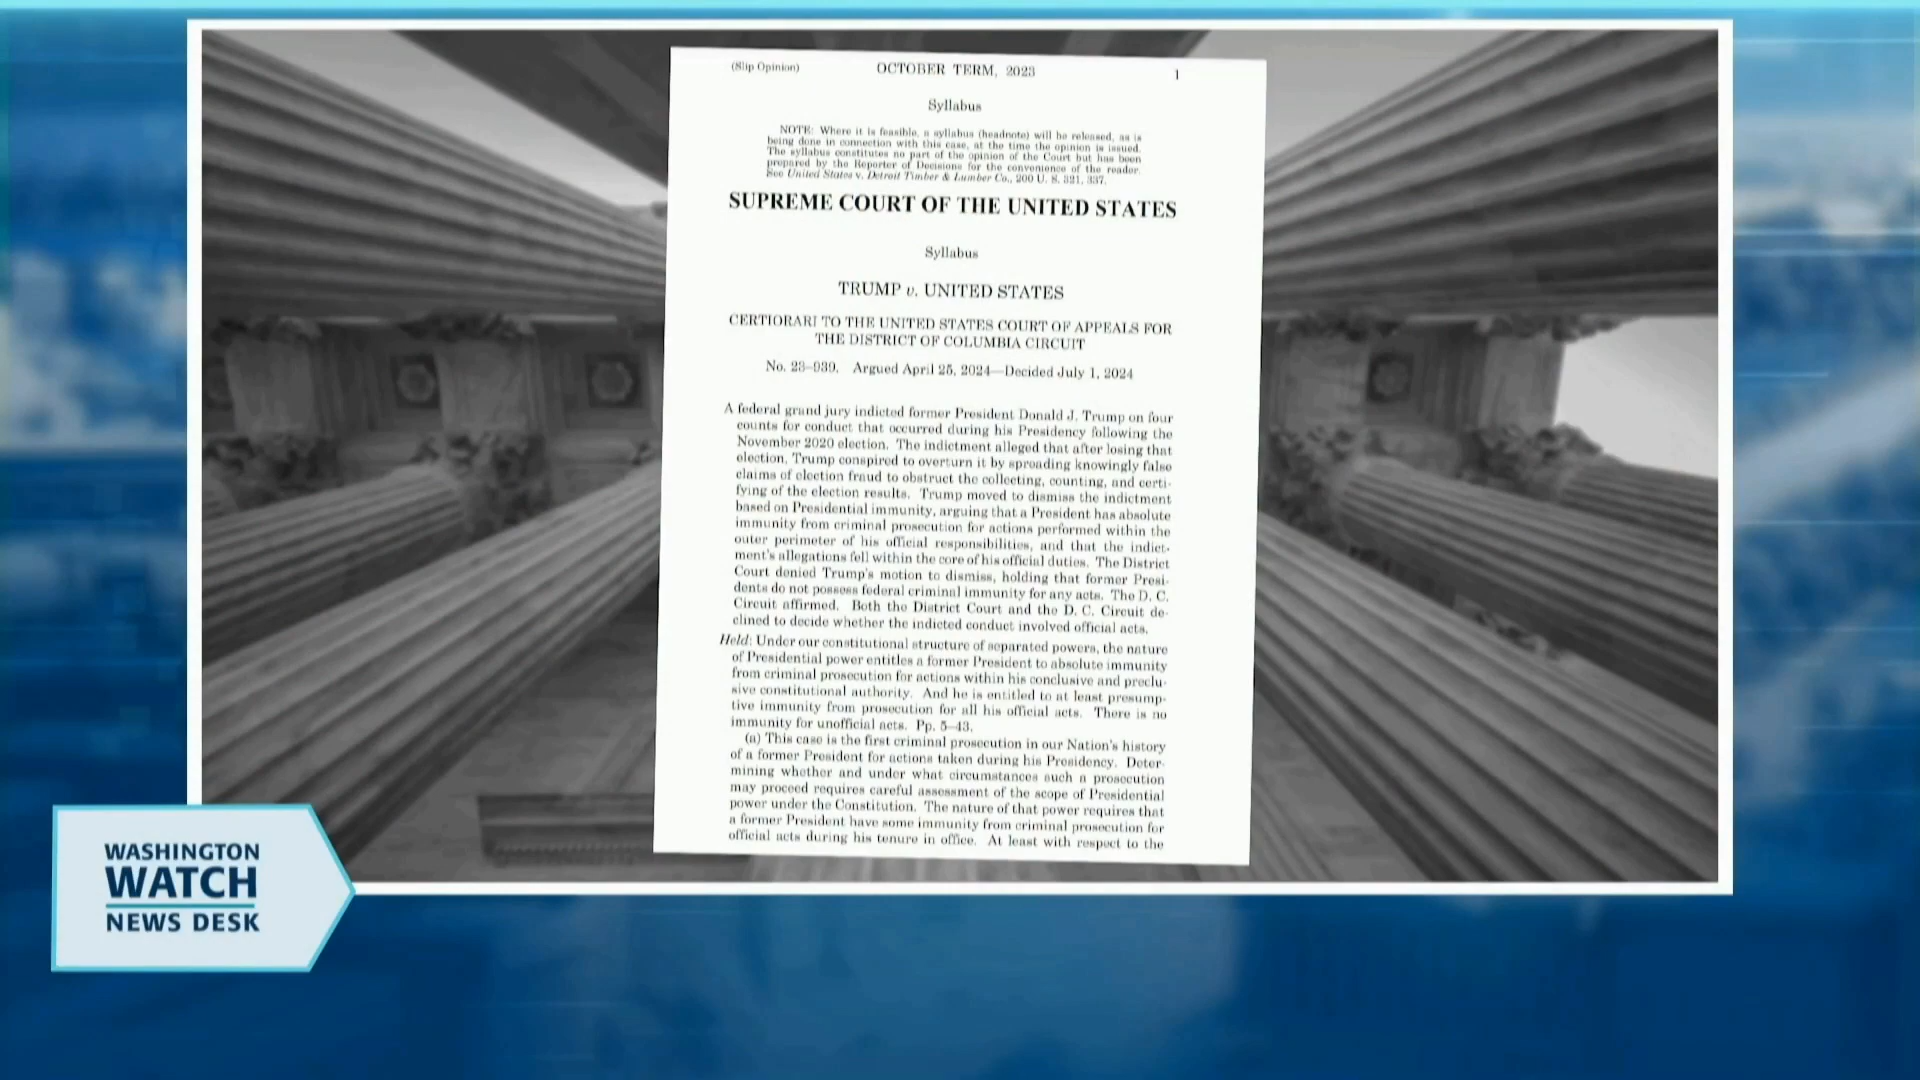 (Slip Opinion) OCTOBER TERM, 2023 1
Syllabus
NOTE: Where it is feasible, a syllabus (headnote) will be released, as is
being done in connection with this case, at the time the opinion is issued.
The syllabus constitutes no part of the opinion of the Court but has been
prepared by the Reporter of Decisions for the convenience of the reader.
See United States v. Detroit Timber & Lumber Co., 200 U. S. 321, 337.
SUPREME COURT OF THE UNITED STATES
Syllabus
TRUMP v. UNITED STATES
CERTIORARI TO THE UNITED STATES COURT OF APPEALS FOR
THE DISTRICT OF COLUMBIA CIRCUIT
No. 23–939. Argued April 25, 2024—Decided July 1, 2024
A federal grand jury indicted former President Donald J. Trump on four
counts for conduct that occurred during his Presidency following the
November 2020 election. The indictment alleged that after losing that
election, Trump conspired to overturn it by spreading knowingly false
claims of election fraud to obstruct the collecting, counting, and certi-
fying of the election results. Trump moved to dismiss the indictment
based on Presidential immunity, arguing that a President has absolute
immunity from criminal prosecution for actions performed within the
outer perimeter of his official responsibilities, and that the indict-
ment's allegations fell within the core of his official duties. The District
Court denied Trump's motion to dismiss, holding that former Presi-
dents do not possess federal criminal immunity for any acts. The D. C.
Circuit affirmed. Both the District Court and the D. C. Circuit de-
clined to decide whether the indicted conduct involved official acts.
Held: Under our constitutional structure of separated powers, the nature
of Presidential power entitles a former President to absolute immunity
from criminal prosecution for actions within his conclusive and preclu-
sive constitutional authority. And he is entitled to at least presump-
tive immunity from prosecution for all his official acts. There is no
immunity for unofficial acts. Pp. 5–43.
(a) This case is the first criminal prosecution in our Nation's history
of a former President for actions taken during his Presidency. Deter-
mining whether and under what circumstances such a prosecution
may proceed requires careful assessment of the scope of Presidential
power under the Constitution. The nature of that power requires that
a former President have some immunity from criminal prosecution for
official acts during his tenure in office. At least with respect to the
WASHINGTON
WATCH
NEWS DESK